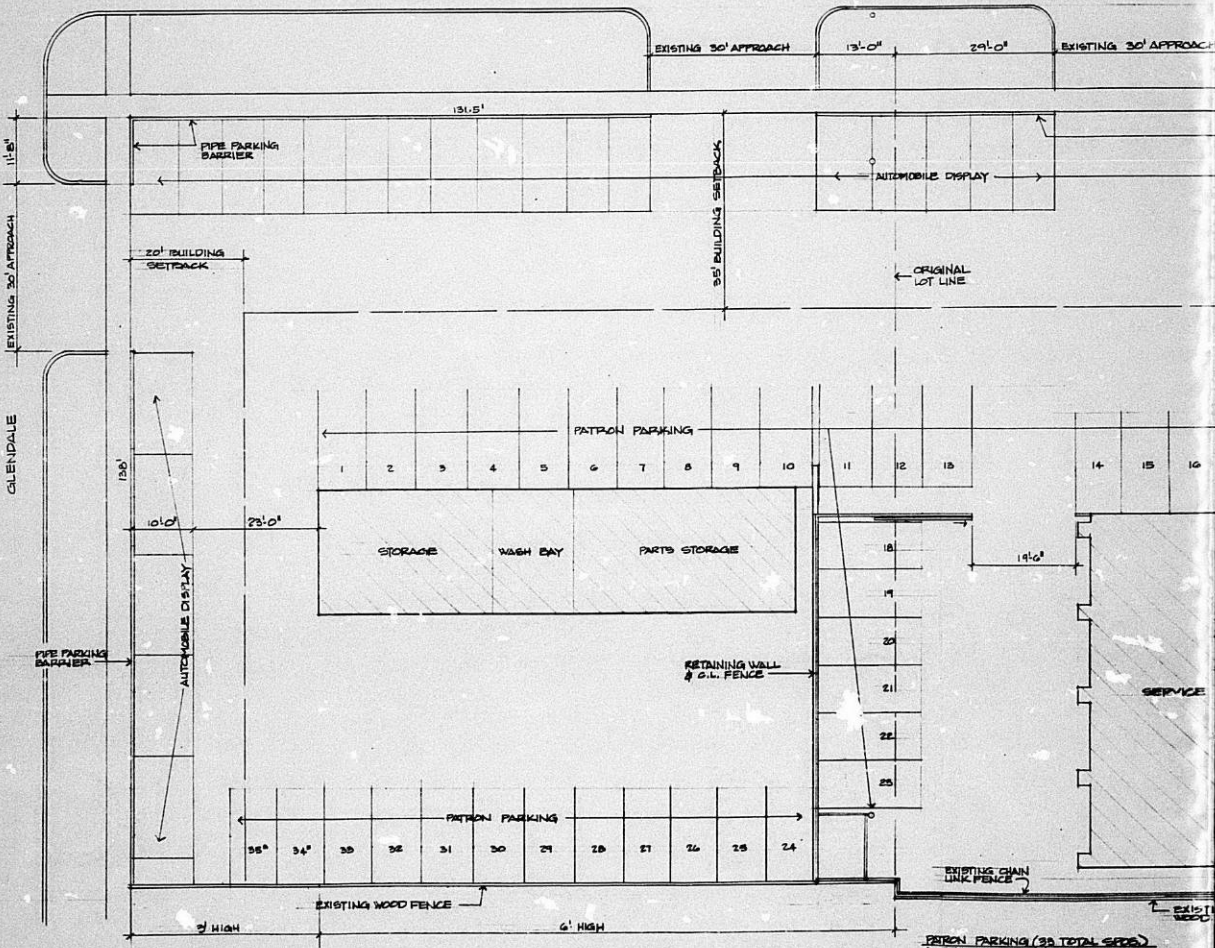 EXISTING 30' APPROACH
13'-0"
29'-0"
EXISTING 30' APPROACH
131.5'
11'-8"
PIPE PARKING
BARRIER
AUTOMOBILE DISPLAY
EXISTING 30' APPROACH
20' BUILDING
SETBACK
35' BUILDING SETBACK
ORIGINAL
LOT LINE
GLENDALE
138'
PATRON PARKING
1 2 3 4 5 6 7 8 9 10 11 12 13 14 15 16
10'-0"
23'-0"
STORAGE
WASH BAY
PARTS STORAGE
18
19'-6"
19
AUTOMOBILE DISPLAY
20
PIPE PARKING
BARRIER
RETAINING WALL
& C.L. FENCE
21
SERVICE
22
23
PATRON PARKING
35" 34" 33 32 31 30 29 28 27 26 25 24
EXISTING CHAIN
LINK FENCE
EXISTING WOOD FENCE
EXISTI
WOOD
3' HIGH
6' HIGH
PATRON PARKING (33 TOTAL SPCS.)